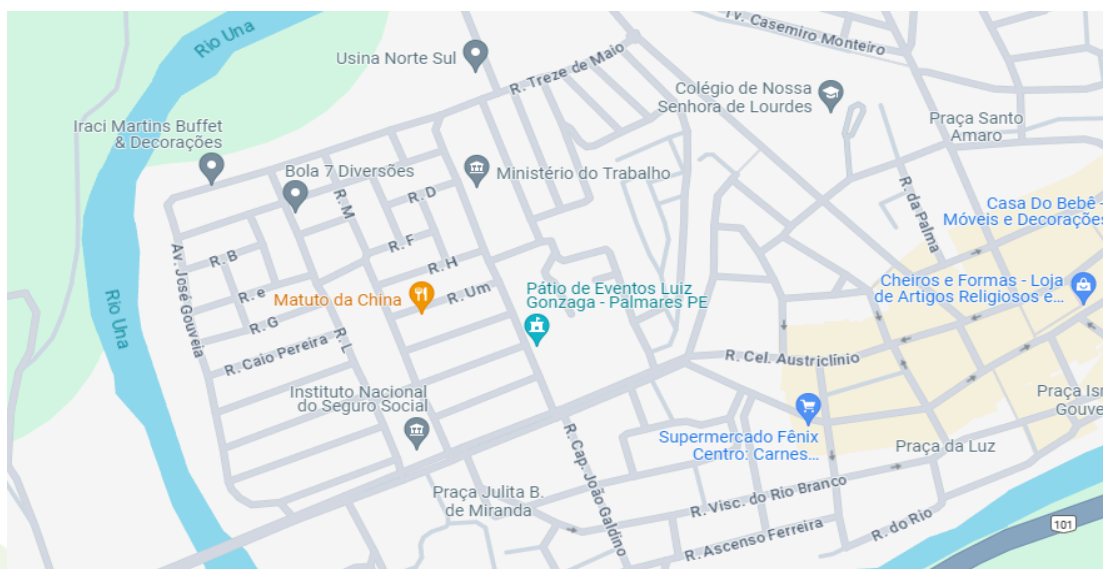 Rio Una
Tv. Casemiro Monteiro
Usina Norte Sul
R. Treze de Maio
Colégio de Nossa
Senhora de Lourdes
Iraci Martins Buffet
& Decorações
Praça Santo
Amaro
Bola 7 Diversões
Ministério do Trabalho
R. D
R. M
R. da Palma
Casa Do Bebê -
Móveis e Decorações
R. F
R. B
Av. José Gouveia
R. H
R. e
R. Um
Matuto da China
Pátio de Eventos Luiz
Gonzaga - Palmares PE
Cheiros e Formas - Loja
de Artigos Religiosos e...
Rio Una
R. G
R. L
R. Caio Pereira
R. Cel. Austriclínio
Instituto Nacional
do Seguro Social
Praça Isr
Gouve
Supermercado Fênix
Centro: Carnes...
Praça da Luz
R. Cap. João Galdino
Praça Julita B.
de Miranda
R. Visc. do Rio Branco
R. do Rio
101
R. Ascenso Ferreira